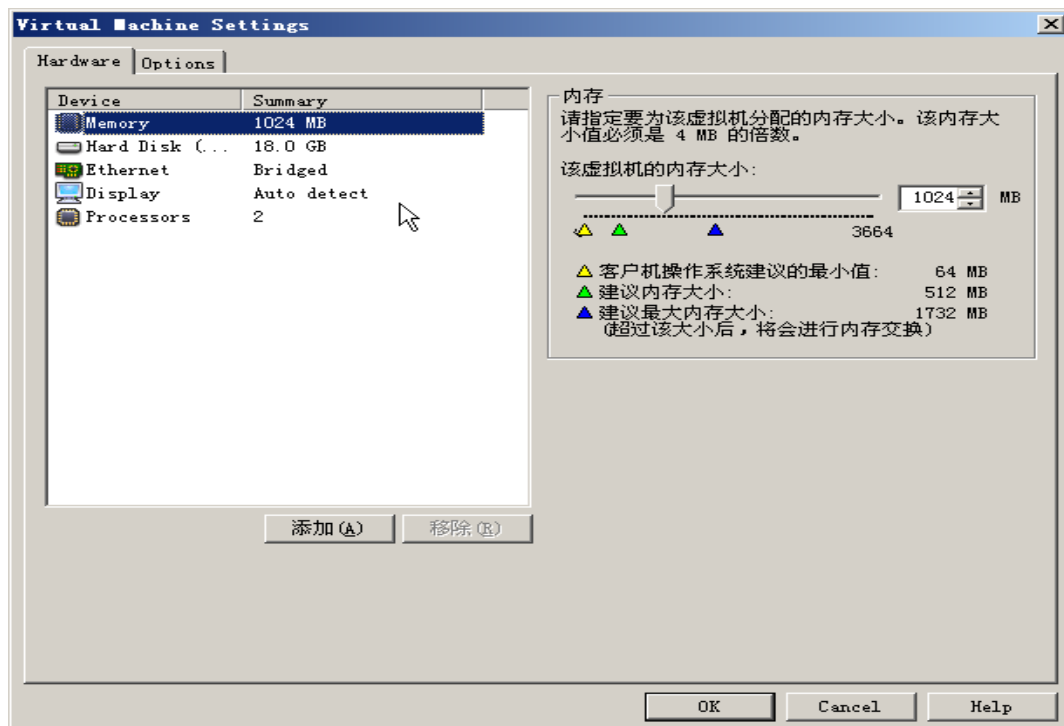 Virtual Machine Settings
Hardware
Options
Device Summary
Memory 1024 MB
Hard Disk (... 18.0 GB
Ethernet Bridged
Display Auto detect
Processors 2
添加(A)
移除(R)
内存
请指定要为该虚拟机分配的内存大小。该内存大
小值必须是 4 MB 的倍数。
该虚拟机的内存大小:
1024 MB
3664
客户机操作系统建议的最小值: 64 MB
建议内存大小: 512 MB
建议最大内存大小: 1732 MB
(超过该大小后,将会进行内存交换)
OK
Cancel
Help